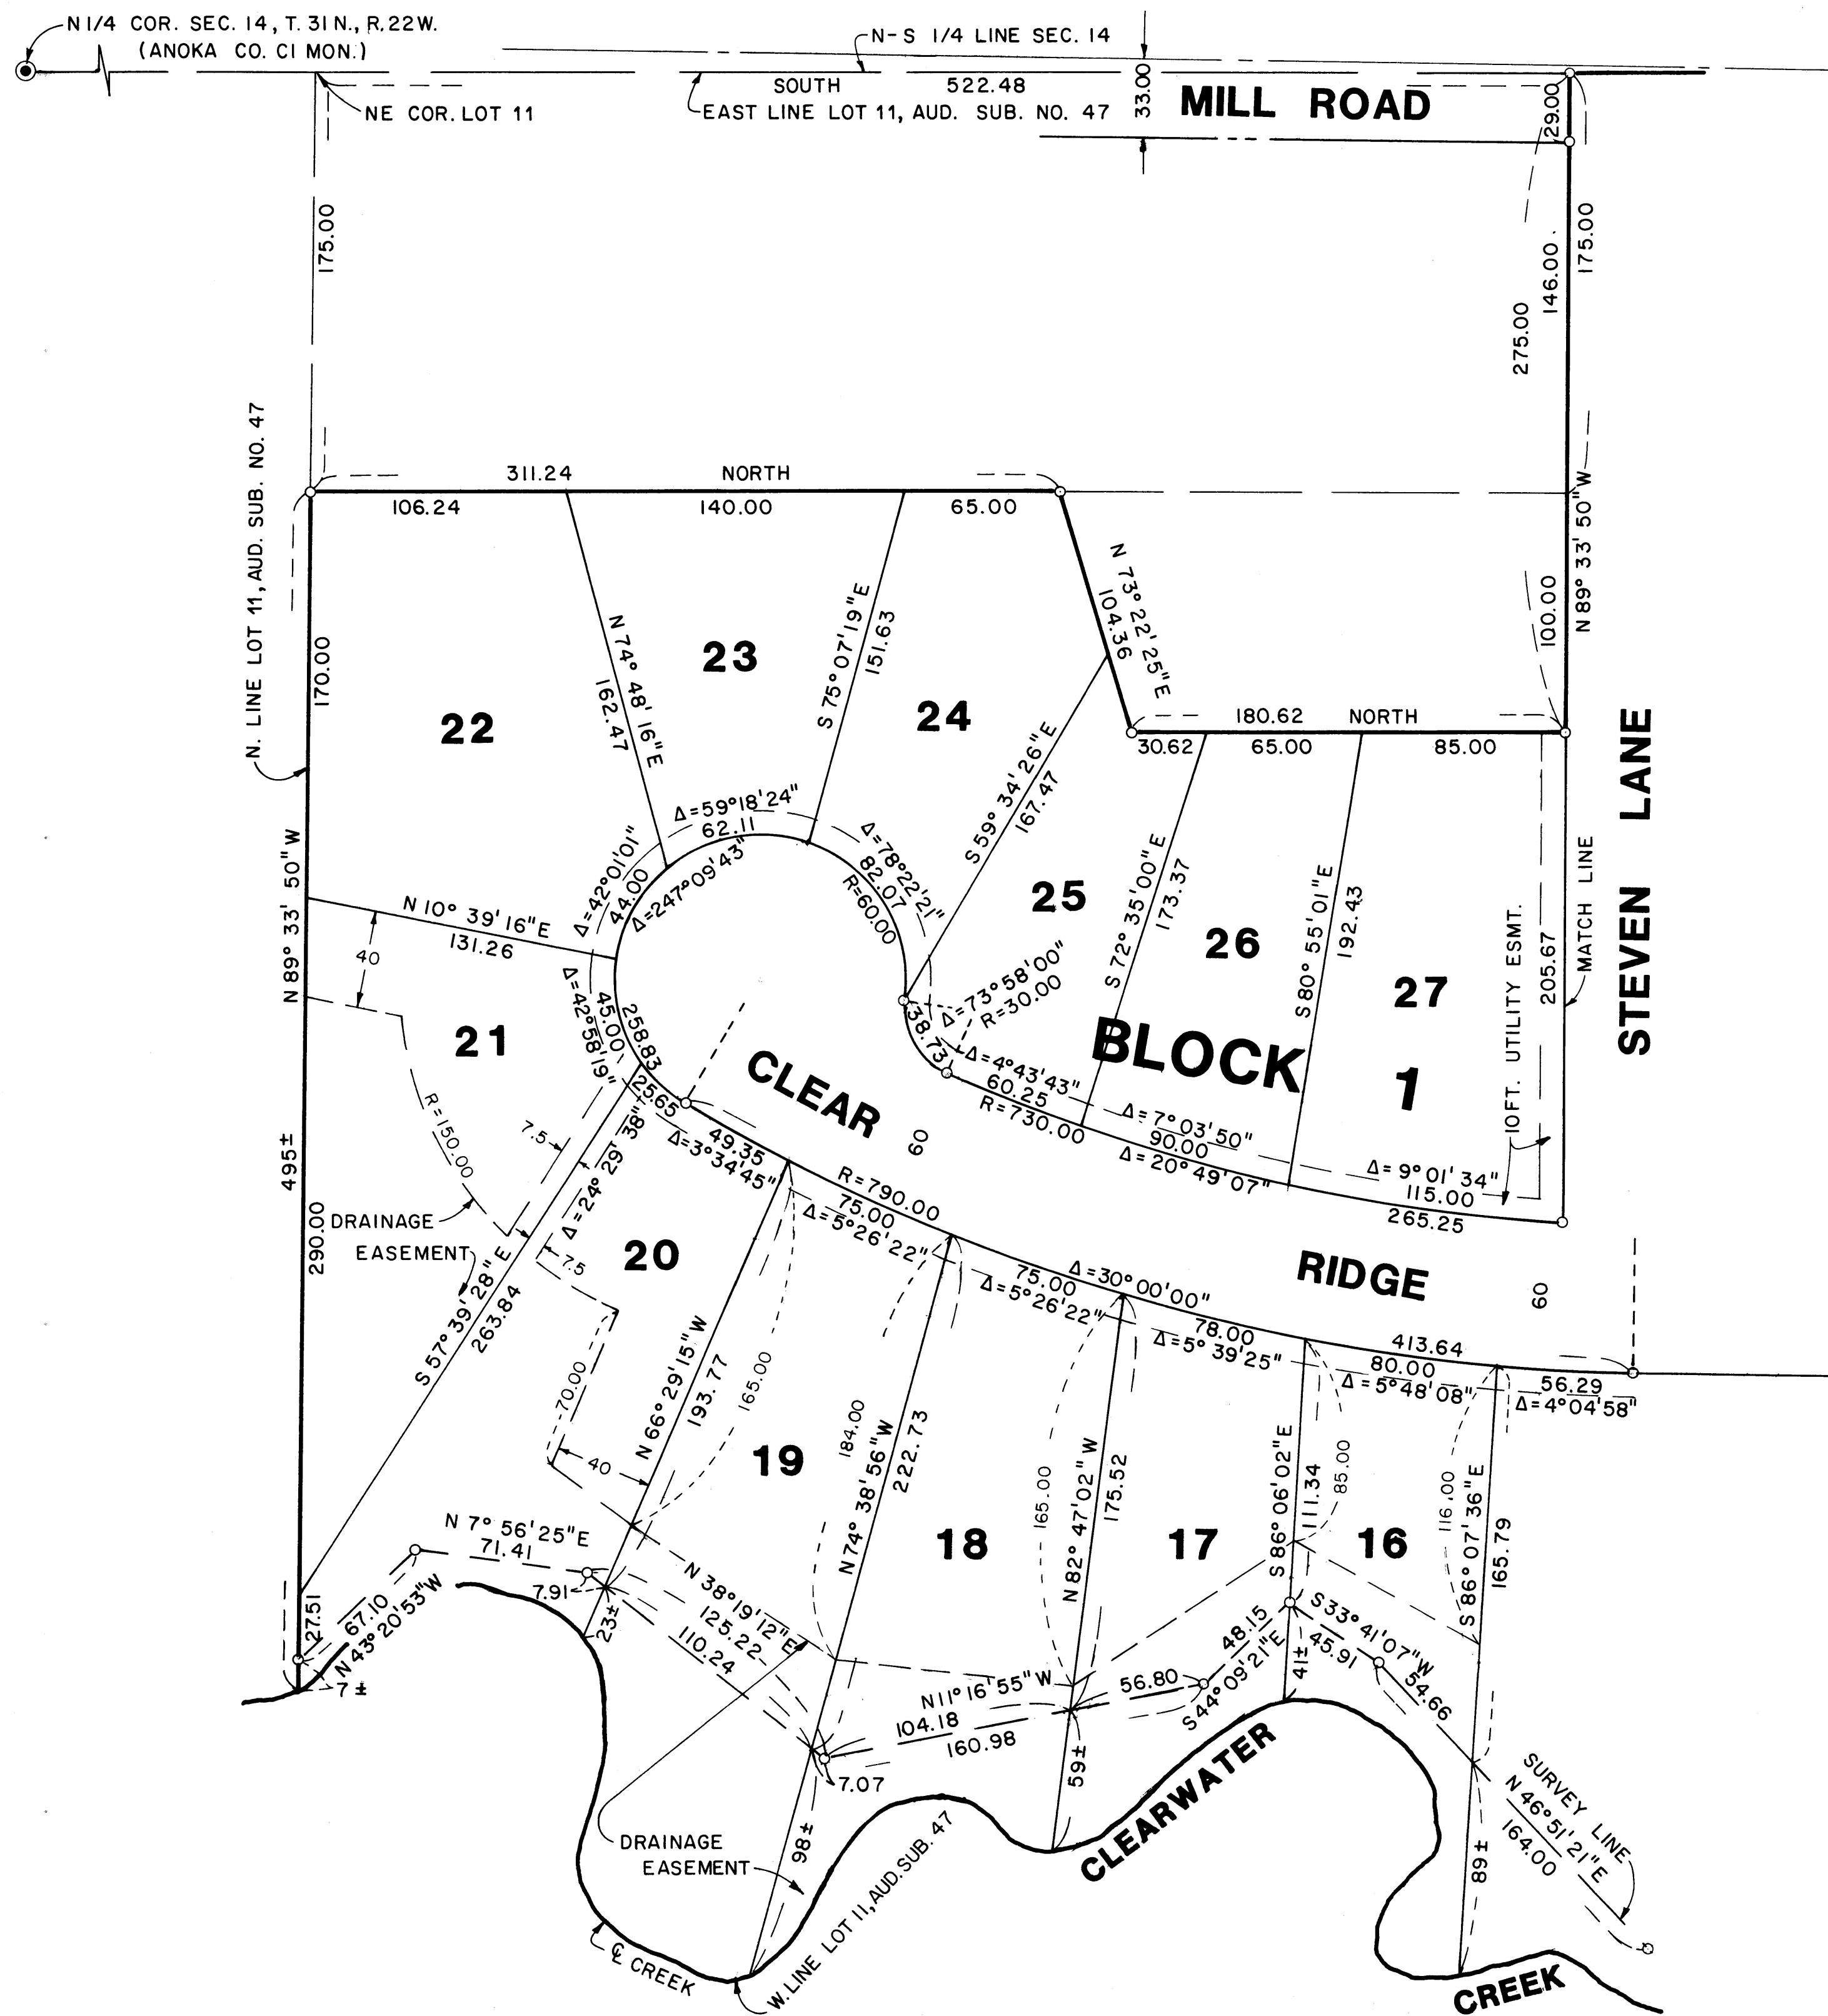 N 1/4 COR. SEC. 14, T. 31 N., R. 22 W.
(ANOKA CO. CI MON.)
N-S 1/4 LINE SEC. 14
SOUTH 522.48
EAST LINE LOT 11, AUD. SUB. NO. 47
NE COR. LOT 11
33.00
MILL ROAD
29.00
175.00
146.00
175.00
275.00
N. LINE LOT 11, AUD. SUB. NO. 47
311.24 NORTH
106.24
140.00
65.00
N 89° 33' 50" W
100.00
170.00
N 73° 22' 25" E
104.36
22
N 74° 48' 16" E
162.47
23
S 75° 07' 19" E
151.63
24
180.62 NORTH
30.62
65.00
85.00
S 59° 34' 26" E
167.47
25
S 72° 35' 00" E
173.37
26
S 80° 55' 01" E
192.43
27
10 FT. UTILITY ESMT.
205.67
MATCH LINE
STEVEN LANE
Δ=59°18'24"
62.11
Δ=42°01'01"
44.00
Δ=247°09'43"
Δ=78°22'21"
82.07
R=60.00
N 89° 33' 50" W
N 10° 39' 16" E
131.26
40
21
Δ=42°58'19"
45.00
258.83
Δ=73°58'00"
R=30.00
38.73
BLOCK
1
CLEAR
60
Δ=4°43'43"
60.25
R=730.00
Δ=7°03'50"
90.00
Δ=20°49'07"
Δ=9°01'34"
115.00
265.25
R=150.00
7.5
25.65
Δ=24°29'38"
49.35
Δ=3°34'45"
R=790.00
75.00
Δ=5°26'22"
75.00
Δ=5°26'22"
Δ=30°00'00"
78.00
Δ=5°39'25"
RIDGE
60
413.64
80.00
Δ=5°48'08"
56.29
Δ=4°04'58"
495±
290.00
DRAINAGE
EASEMENT
7.5
20
S 57° 39' 28" E
263.84
70.00
40
N 66° 29' 15" W
193.77
165.00
19
184.00
N 74° 38' 56" W
222.73
18
165.00
N 82° 47' 02" W
175.52
17
S 86° 06' 02" E
111.34
85.00
16
116.00
S 86° 07' 36" E
165.79
N 7° 56' 25" E
71.41
7.91
27.51
67.10
N 43° 20' 53" W
7±
23±
N 38° 19' 12" E
125.22
110.24
N 11° 16' 55" W
104.18
160.98
56.80
7.07
48.15
S 44° 09' 21" E
S 33° 41' 07" W
45.91
54.66
41±
59±
98±
89±
DRAINAGE
EASEMENT
CLEARWATER
SURVEY LINE
N 46° 51' 21" E
164.00
℄ CREEK
W. LINE LOT 11, AUD. SUB. 47
CREEK